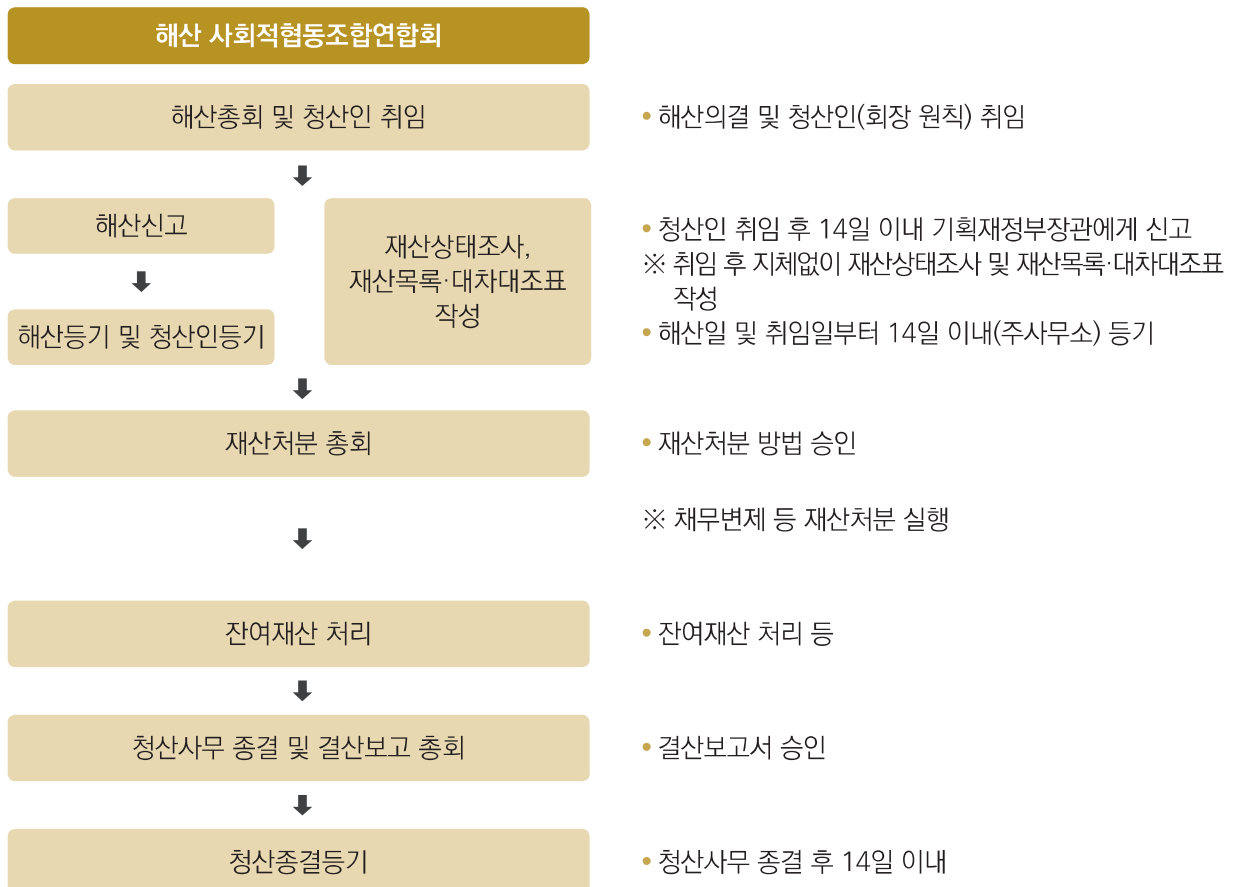 해산 사회적협동조합연합회
해산총회 및 청산인 취임
• 해산의결 및 청산인(회장 원칙) 취임
해산신고
재산상태조사,
재산목록·대차대조표
작성
해산등기 및 청산인등기
• 청산인 취임 후 14일 이내 기획재정부장관에게 신고
※ 취임 후 지체없이 재산상태조사 및 재산목록·대차대조표
작성
• 해산일 및 취임일부터 14일 이내(주사무소) 등기
재산처분 총회
• 재산처분 방법 승인
※ 채무변제 등 재산처분 실행
잔여재산 처리
• 잔여재산 처리 등
청산사무 종결 및 결산보고 총회
• 결산보고서 승인
청산종결등기
• 청산사무 종결 후 14일 이내